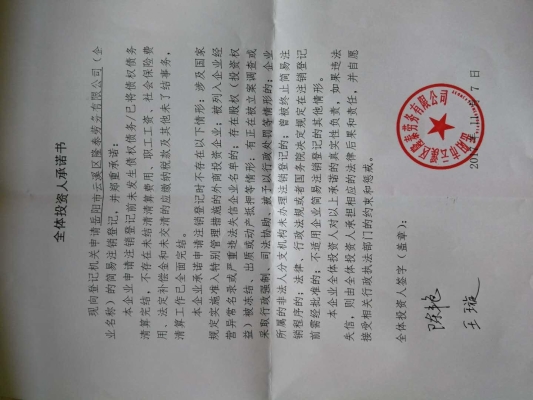 全体投资人承诺书
现向登记机关申请岳阳市云溪区隆泰劳务有限公司（企
业名称）的简易注销登记，并郑重承诺：
本企业申请注销登记前未发生债权债务/已将债权债务
清算完结，不存在未结清清算费用、职工工资、社会保险费
用、法定补偿金和未交清的应缴纳税款及其他未了结事务，
清算工作已全面完结。
本企业承诺申请注销登记时不存在以下情形：涉及国家
规定实施准入特别管理措施的外商投资企业；被列入企业经
营异常名录或严重违法失信企业名单的；存在股权（投资权
益）被冻结、出质或动产抵押等情形；有正在被立案调查或
采取行政强制、司法协助、被予以行政处罚等情形的；企业
所属的非法人分支机构未办理注销登记的；曾被终止简易注
销程序的；法律、行政法规或者国务院决定规定在注销登记
前需经批准的；不适用企业简易注销登记的其他情形。
本企业全体投资人对以上承诺的真实性负责，如果违法
失信，则由全体投资人承担相应的法律后果和责任，并自愿
接受相关行政执法部门的约束和惩戒。
全体投资人签字（盖章）：
陈艳
王璇